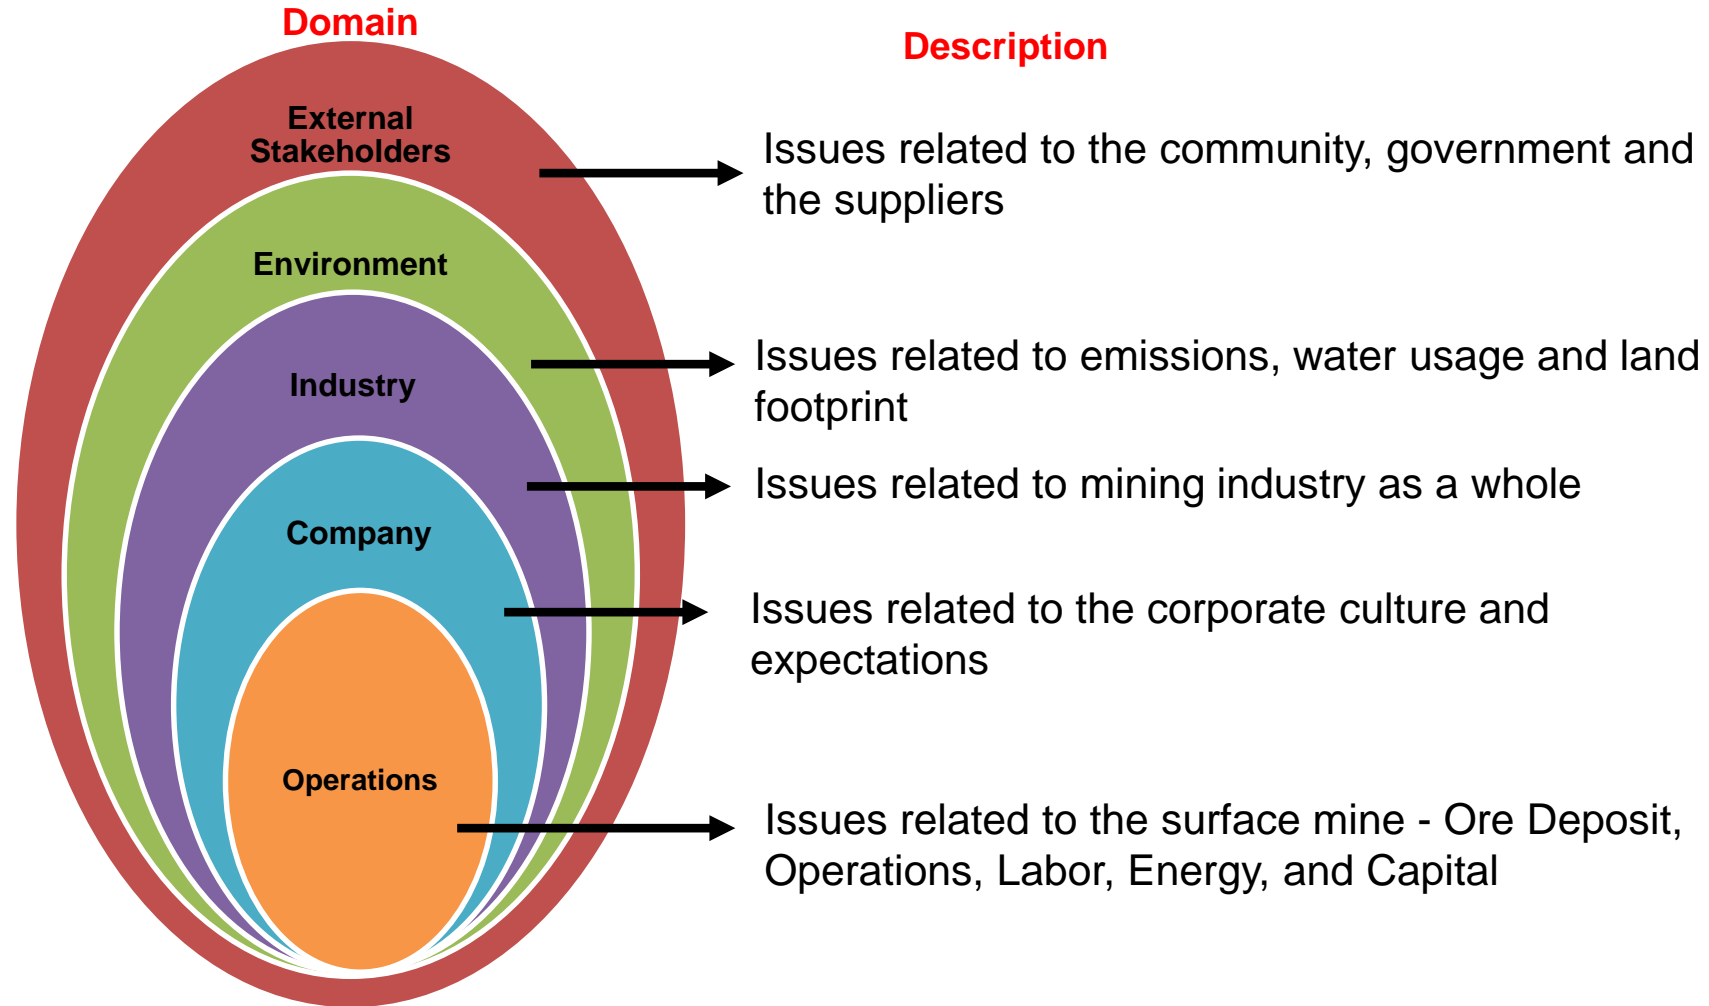 Domain
Description
External
Stakeholders
Issues related to the community, government and
the suppliers
Environment
Issues related to emissions, water usage and land
footprint
Industry
Issues related to mining industry as a whole
Company
Issues related to the corporate culture and
expectations
Operations
Issues related to the surface mine - Ore Deposit,
Operations, Labor, Energy, and Capital